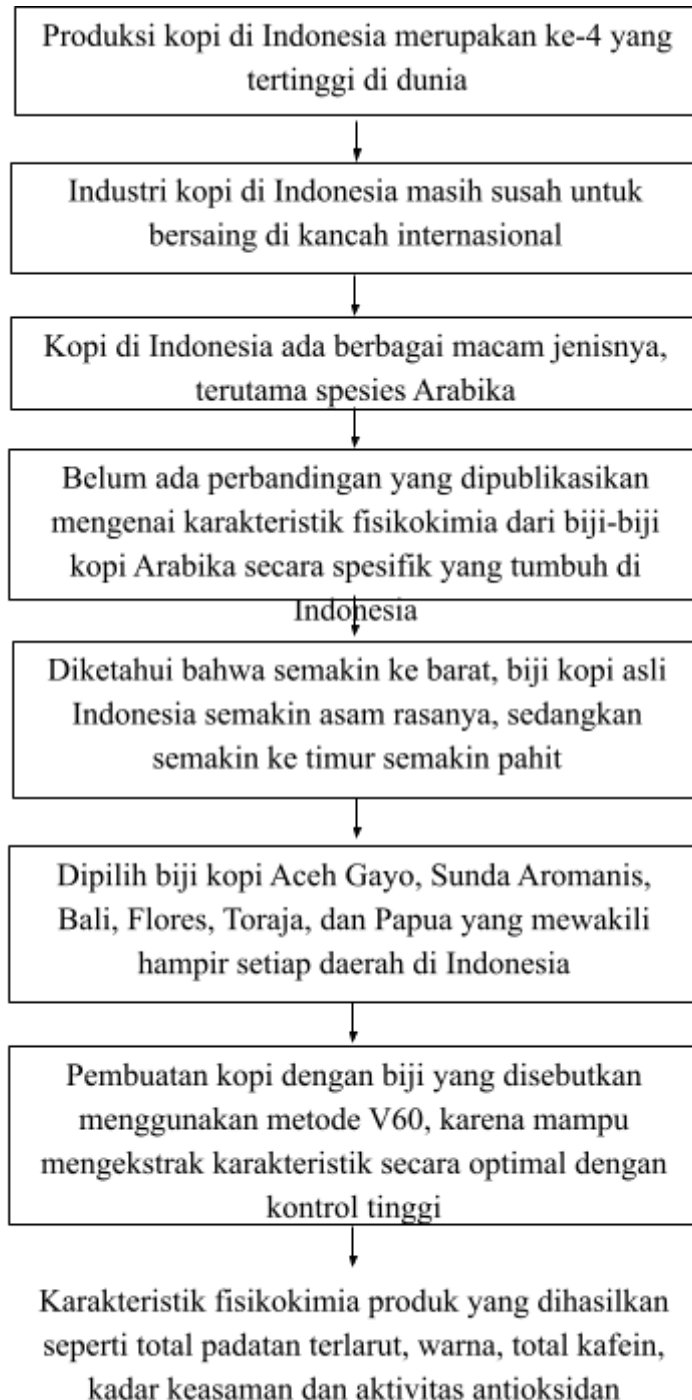 Produksi kopi di Indonesia merupakan ke-4 yang
tertinggi di dunia
Industri kopi di Indonesia masih susah untuk
bersaing di kancah internasional
Kopi di Indonesia ada berbagai macam jenisnya,
terutama spesies Arabika
Belum ada perbandingan yang dipublikasikan
mengenai karakteristik fisikokimia dari biji-biji
kopi Arabika secara spesifik yang tumbuh di
Indonesia
Diketahui bahwa semakin ke barat, biji kopi asli
Indonesia semakin asam rasanya, sedangkan
semakin ke timur semakin pahit
Dipilih biji kopi Aceh Gayo, Sunda Aromanis,
Bali, Flores, Toraja, dan Papua yang mewakili
hampir setiap daerah di Indonesia
Pembuatan kopi dengan biji yang disebutkan
menggunakan metode V60, karena mampu
mengekstrak karakteristik secara optimal dengan
kontrol tinggi
Karakteristik fisikokimia produk yang dihasilkan
seperti total padatan terlarut, warna, total kafein,
kadar keasaman dan aktivitas antioksidan